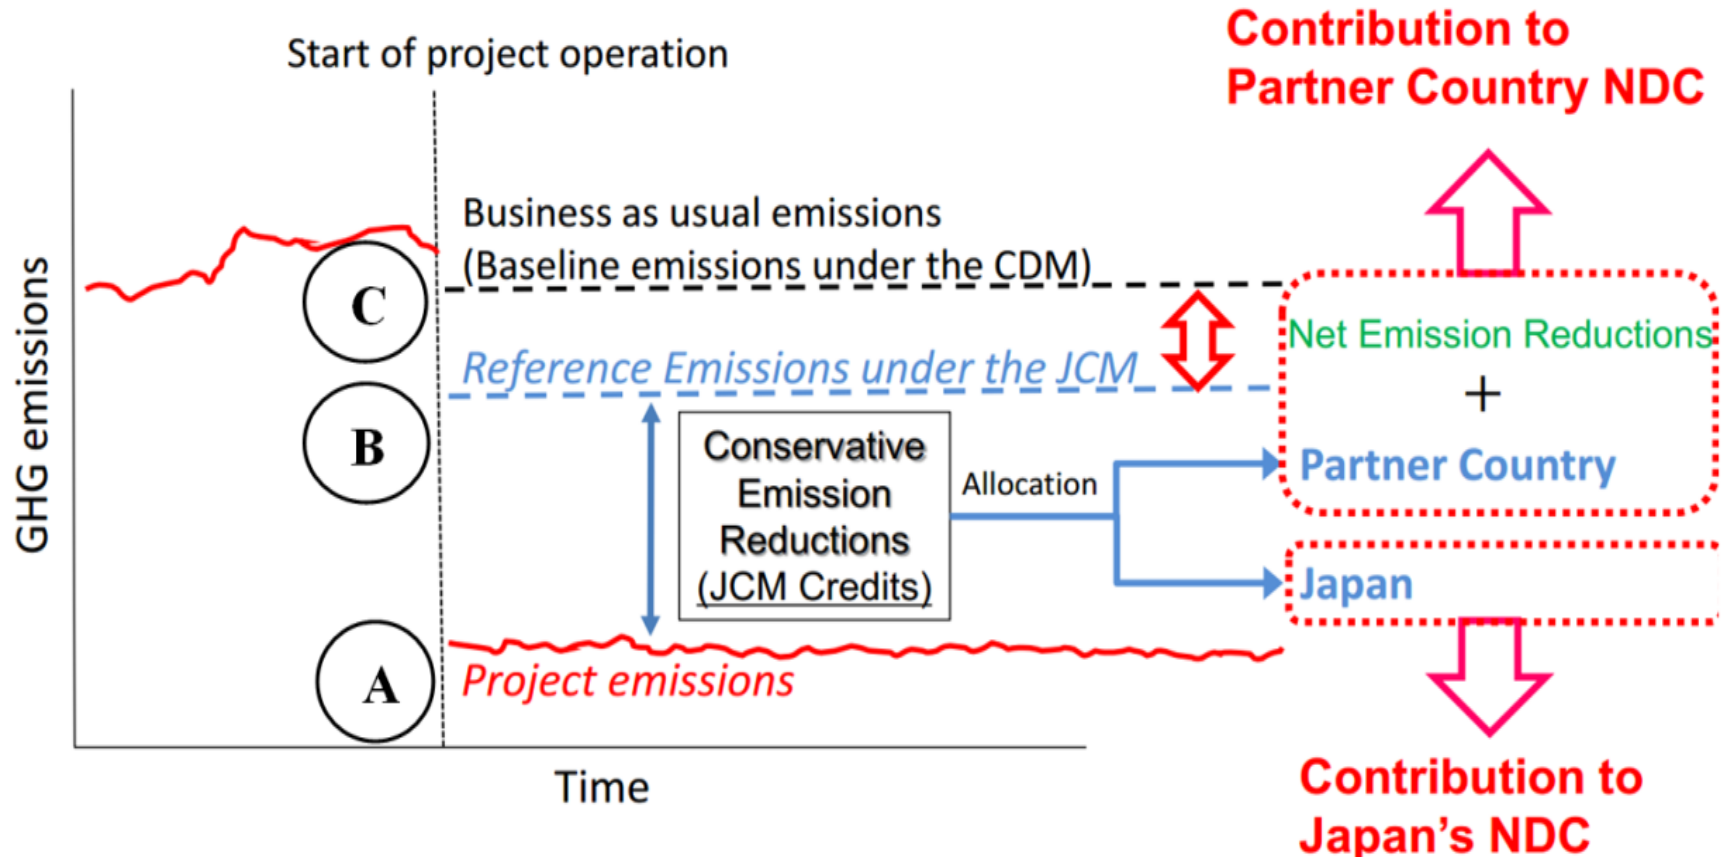 Contribution to
Partner Country NDC
Start of project operation
Business as usual emissions
(Baseline emissions under the CDM)
C
Net Emission Reductions
Reference Emissions under the JCM
+
B
Conservative
Emission
Reductions
(JCM Credits)
Allocation
Partner Country
Japan
GHG emissions
A
Project emissions
Time
Contribution to
Japan's NDC